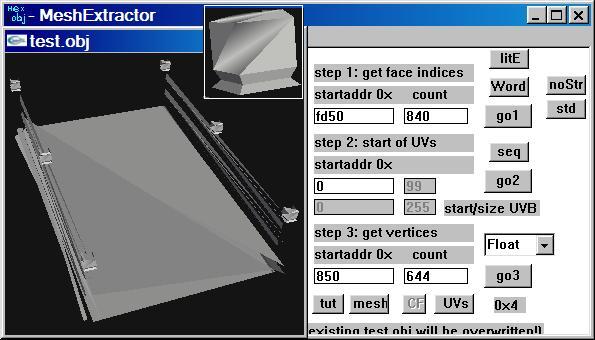 Hex
obj - MeshExtractor
test.obj
litE
step 1: get face indices
Word
noStr
startaddr 0x count
fd50 840
go1
std
step 2: start of UVs
startaddr 0x
seq
0 99
go2
0 255 start/size UVB
step 3: get vertices
startaddr 0x count
Float
850 644
go3
tut mesh CF UVs 0x4
existing test.obj will be overwritten!)